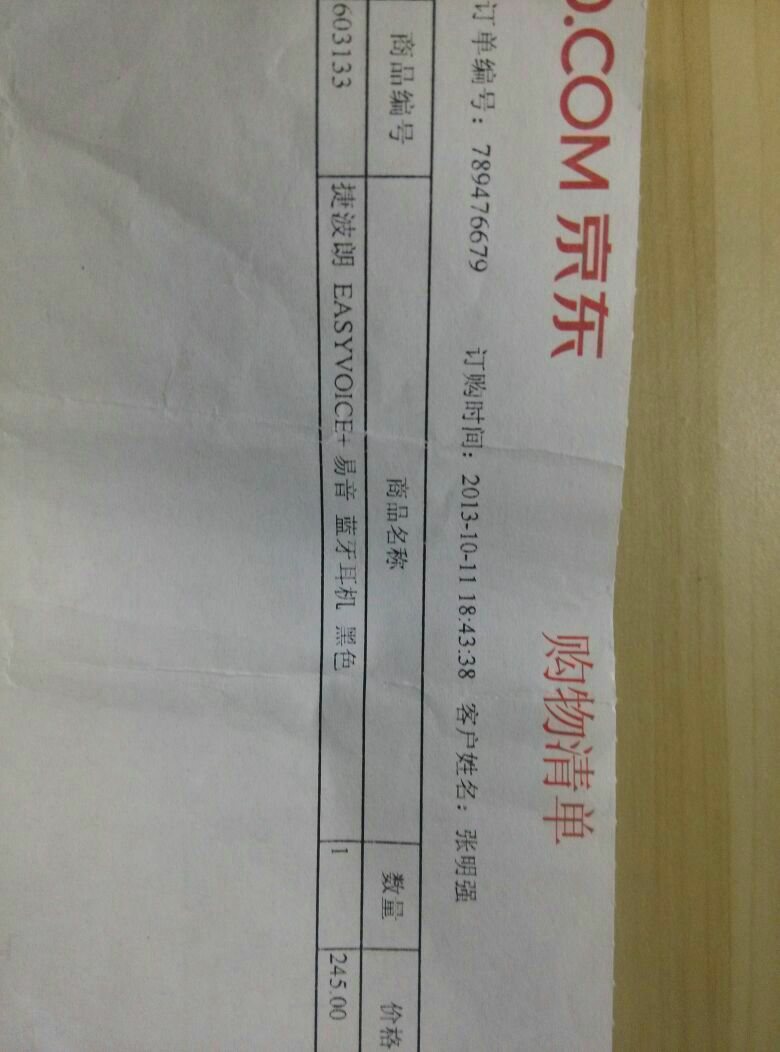 D.COM 京东
购物清单
订单编号：789476679 订购时间：2013-10-11 18:43:38 客户姓名：张明强
商品编号 商品名称 数量 价格
603133 捷波朗 EASYVOICE+ 易音 蓝牙耳机 黑色 1 245.00